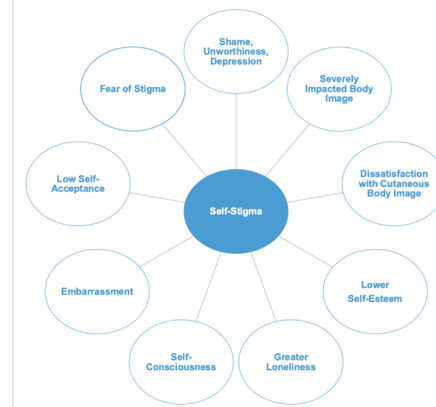 Shame,
Unworthiness,
Depression
Fear of Stigma
Severely
Impacted Body
Image
Low Self-
Acceptance
Dissatisfaction
with Cutaneous
Body Image
Self-Stigma
Embarrassment
Lower
Self-Esteem
Self-
Consciousness
Greater
Loneliness